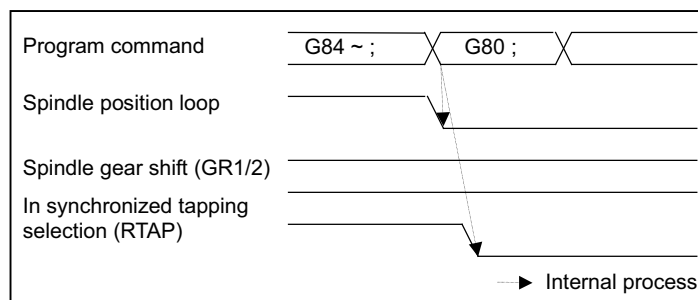 Program command
G84 ~ ;
G80 ;
Spindle position loop
Spindle gear shift (GR1/2)
In synchronized tapping
selection (RTAP)
Internal process